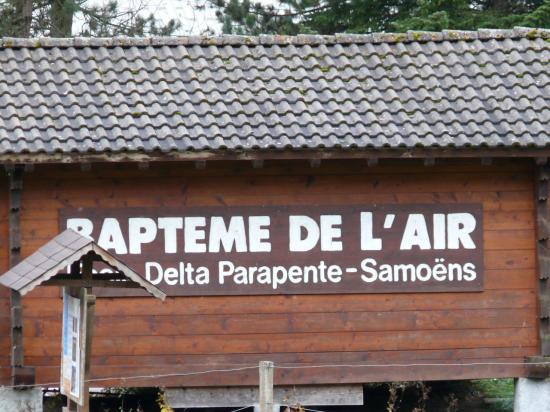 BAPTEME DE L'AIR
Delta Parapente-Samoëns